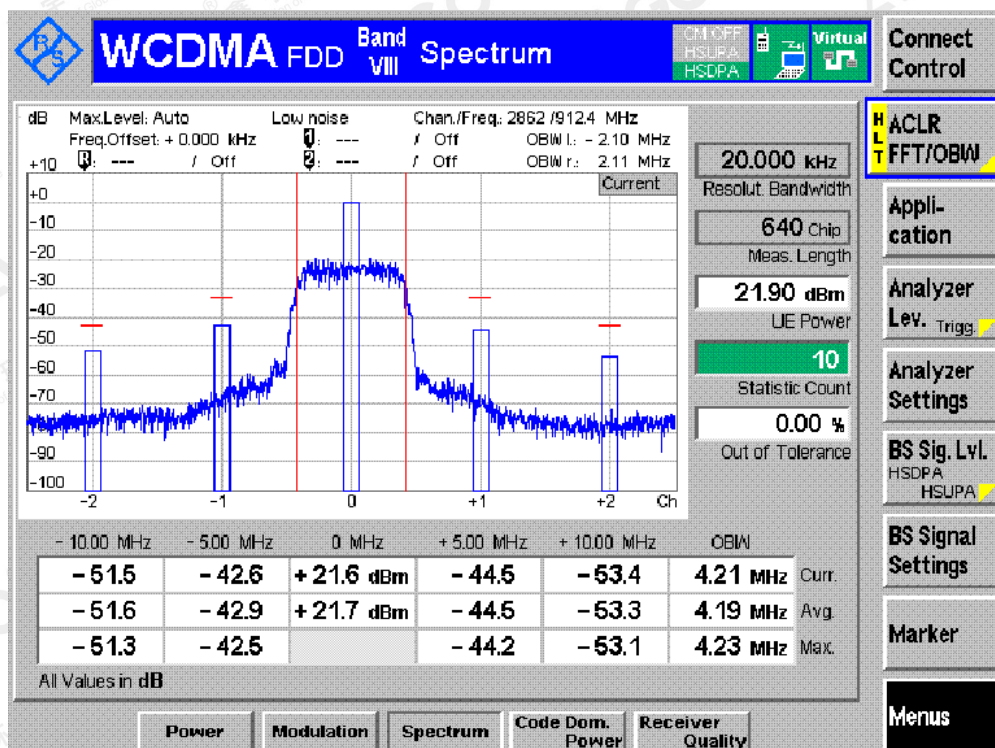 R S WCDMA FDD Band VIII Spectrum
HSUPA
HSDPA
Virtual
Connect Control
dB Max.Level: Auto Low noise Chan./Freq.: 2862 /912.4 MHz
Freq.Offset: + 0.000 kHz 1: --- / Off OBW l.: – 2.10 MHz
R: --- / Off 2: --- / Off OBW r.: 2.11 MHz
Current
+10
+0
-10
-20
-30
-40
-50
-60
-70
-90
-100
-2 -1 0 +1 +2 Ch
20.000 kHz
Resolut. Bandwidth
640 Chip
Meas. Length
21.90 dBm
UE Power
10
Statistic Count
0.00 %
Out of Tolerance
– 10.00 MHz – 5.00 MHz 0 MHz + 5.00 MHz + 10.00 MHz OBW
– 51.5 – 42.6 + 21.6 dBm – 44.5 – 53.4 4.21 MHz Curr.
– 51.6 – 42.9 + 21.7 dBm – 44.5 – 53.3 4.19 MHz Avg.
– 51.3 – 42.5 – 44.2 – 53.1 4.23 MHz Max.
All Values in dB
H L T
ACLR
FFT/OBW
Appli-
cation
Analyzer
Lev. Trigg.
Analyzer
Settings
BS Sig. Lvl.
HSDPA
HSUPA
BS Signal
Settings
Marker
Menus
Power
Modulation
Spectrum
Code Dom.
Power
Receiver
Quality